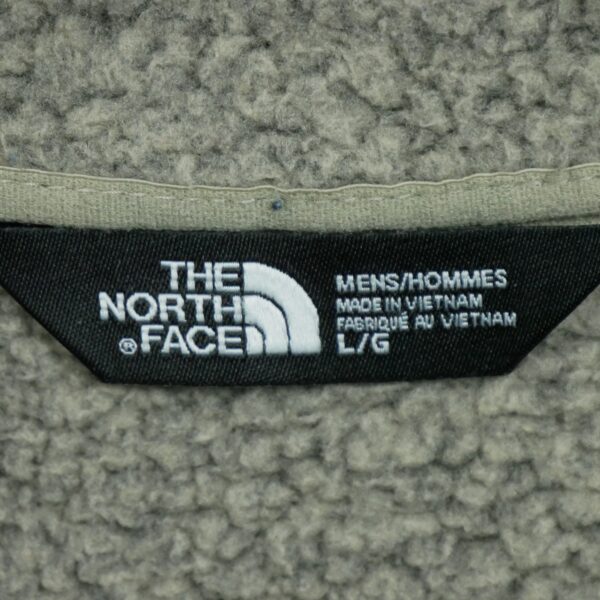 THE
NORTH
®FACE
MENS/HOMMES
MADE IN VIETNAM
FABRIQUÉ AU VIETNAM
L/G